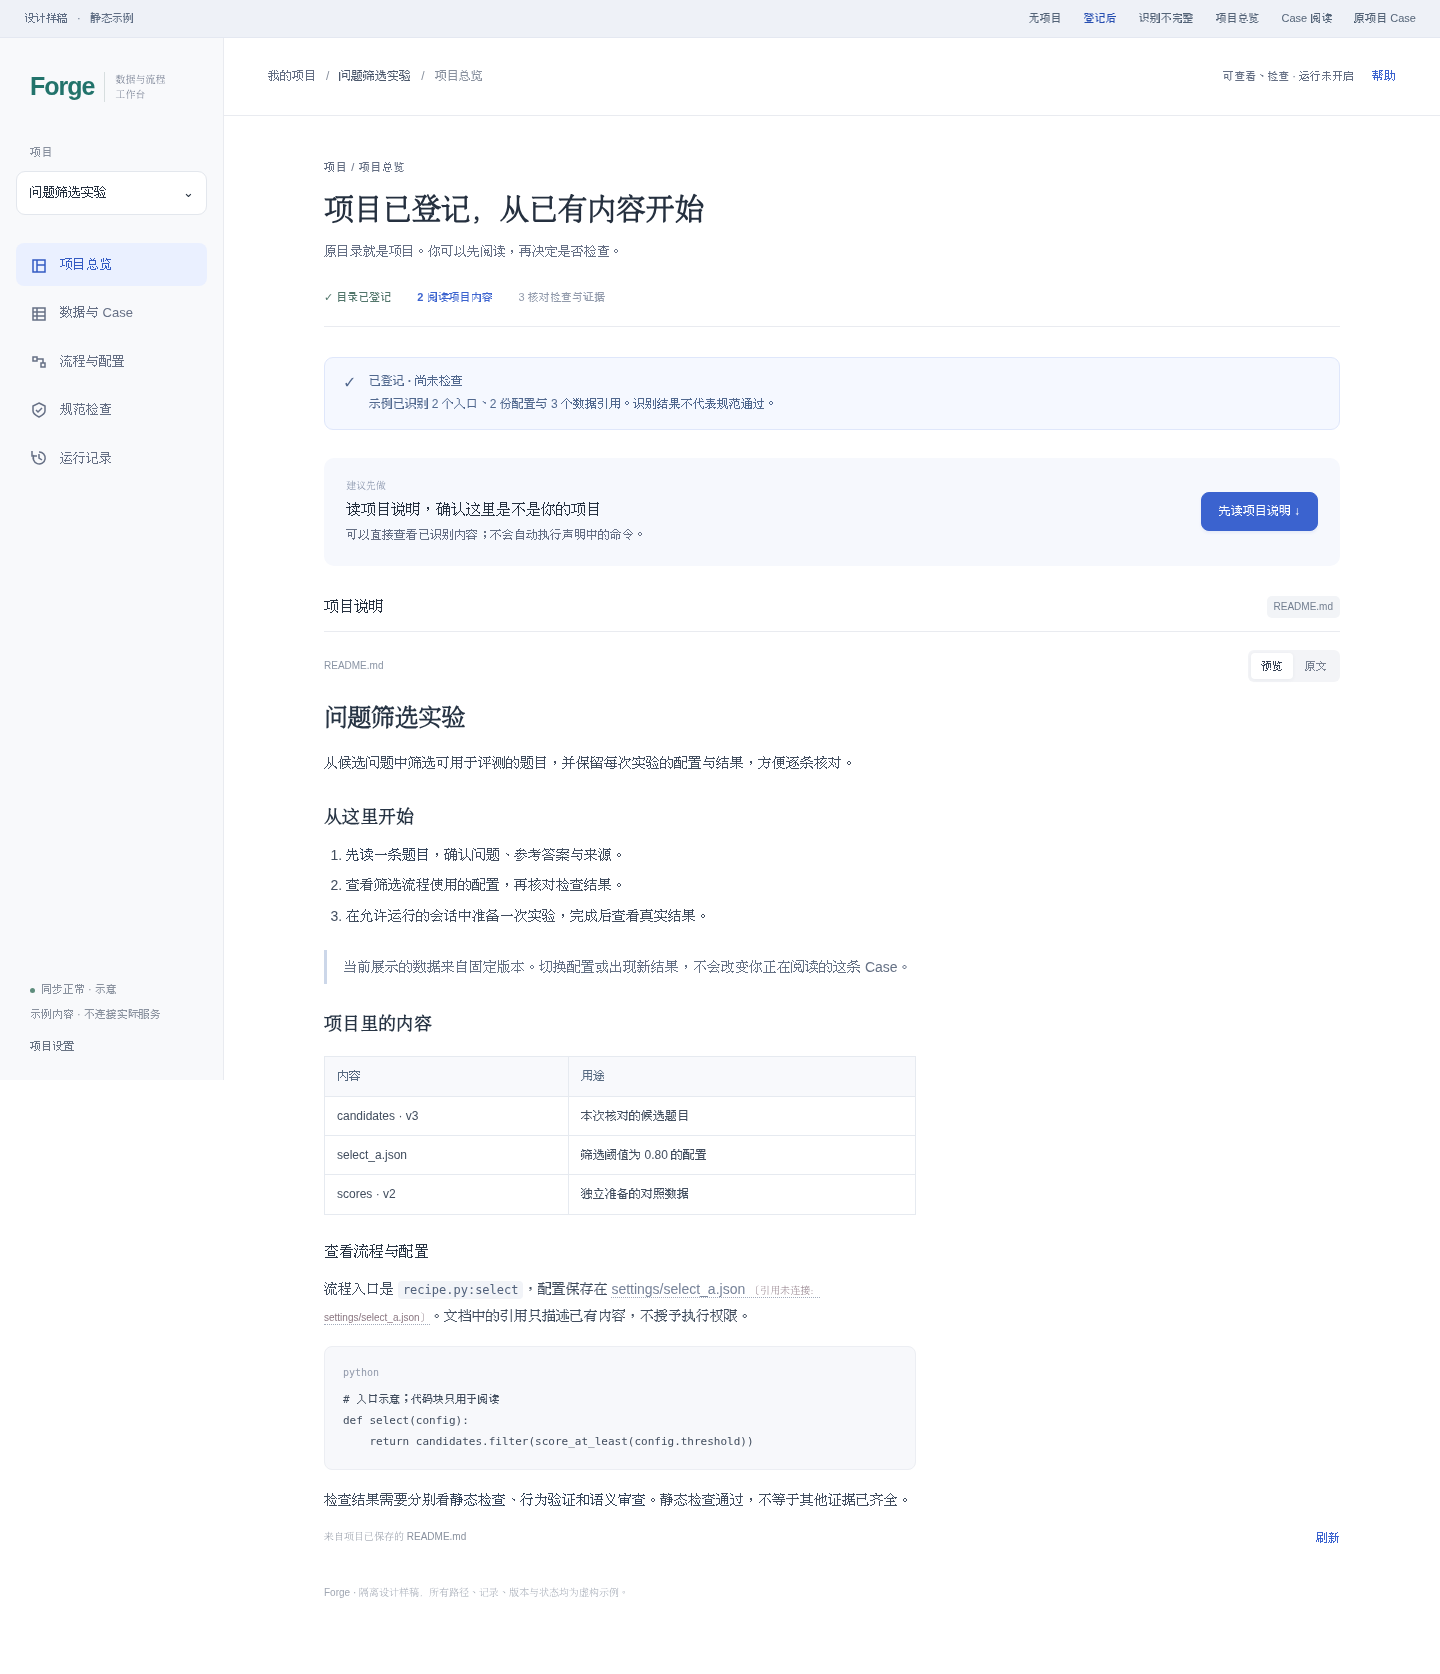 设计样稿 · 静态示例
无项目 登记后 识别不完整 项目总览 Case 阅读 原项目 Case
Forge
数据与流程
工作台
项目
问题筛选实验
项目总览
数据与 Case
流程与配置
规范检查
运行记录
同步正常 · 示意
示例内容 · 不连接实际服务
项目设置
我的项目 / 问题筛选实验 / 项目总览
可查看、检查 · 运行未开启 帮助
项目 / 项目总览
项目已登记，从已有内容开始
原目录就是项目。你可以先阅读，再决定是否检查。
✓ 目录已登记 2 阅读项目内容 3 核对检查与证据
✓ 已登记 · 尚未检查
示例已识别 2 个入口、2 份配置与 3 个数据引用。识别结果不代表规范通过。
建议先做
读项目说明，确认这里是不是你的项目
可以直接查看已识别内容；不会自动执行声明中的命令。
先读项目说明 ↓
项目说明
README.md
README.md
预览 原文
问题筛选实验
从候选问题中筛选可用于评测的题目，并保留每次实验的配置与结果，方便逐条核对。
从这里开始
1. 先读一条题目，确认问题、参考答案与来源。
2. 查看筛选流程使用的配置，再核对检查结果。
3. 在允许运行的会话中准备一次实验，完成后查看真实结果。
当前展示的数据来自固定版本。切换配置或出现新结果，不会改变你正在阅读的这条 Case。
项目里的内容
内容 用途
candidates · v3 本次核对的候选题目
select_a.json 筛选阈值为 0.80 的配置
scores · v2 独立准备的对照数据
查看流程与配置
流程入口是 recipe.py:select，配置保存在 settings/select_a.json （引用未连接：
settings/select_a.json）。文档中的引用只描述已有内容，不授予执行权限。
python
# 入口示意；代码块只用于阅读
def select(config):
return candidates.filter(score_at_least(config.threshold))
检查结果需要分别看静态检查、行为验证和语义审查。静态检查通过，不等于其他证据已齐全。
来自项目已保存的 README.md
刷新
Forge · 隔离设计样稿．所有路径、记录、版本与状态均为虚构示例。